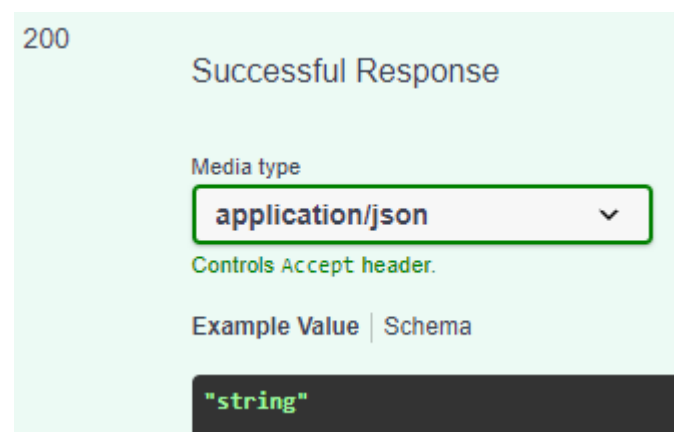 200
Successful Response
Media type
application/json
Controls Accept header.
Example Value | Schema
"string"